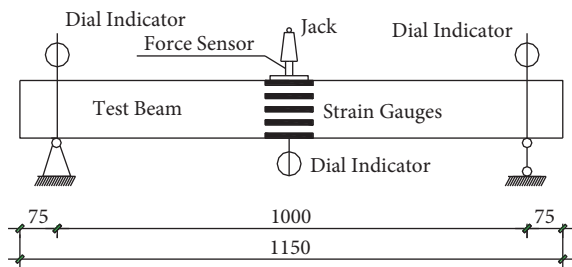 Dial Indicator
Jack
Dial Indicator
Force Sensor
Test Beam
Strain Gauges
Dial Indicator
75
1000
75
1150